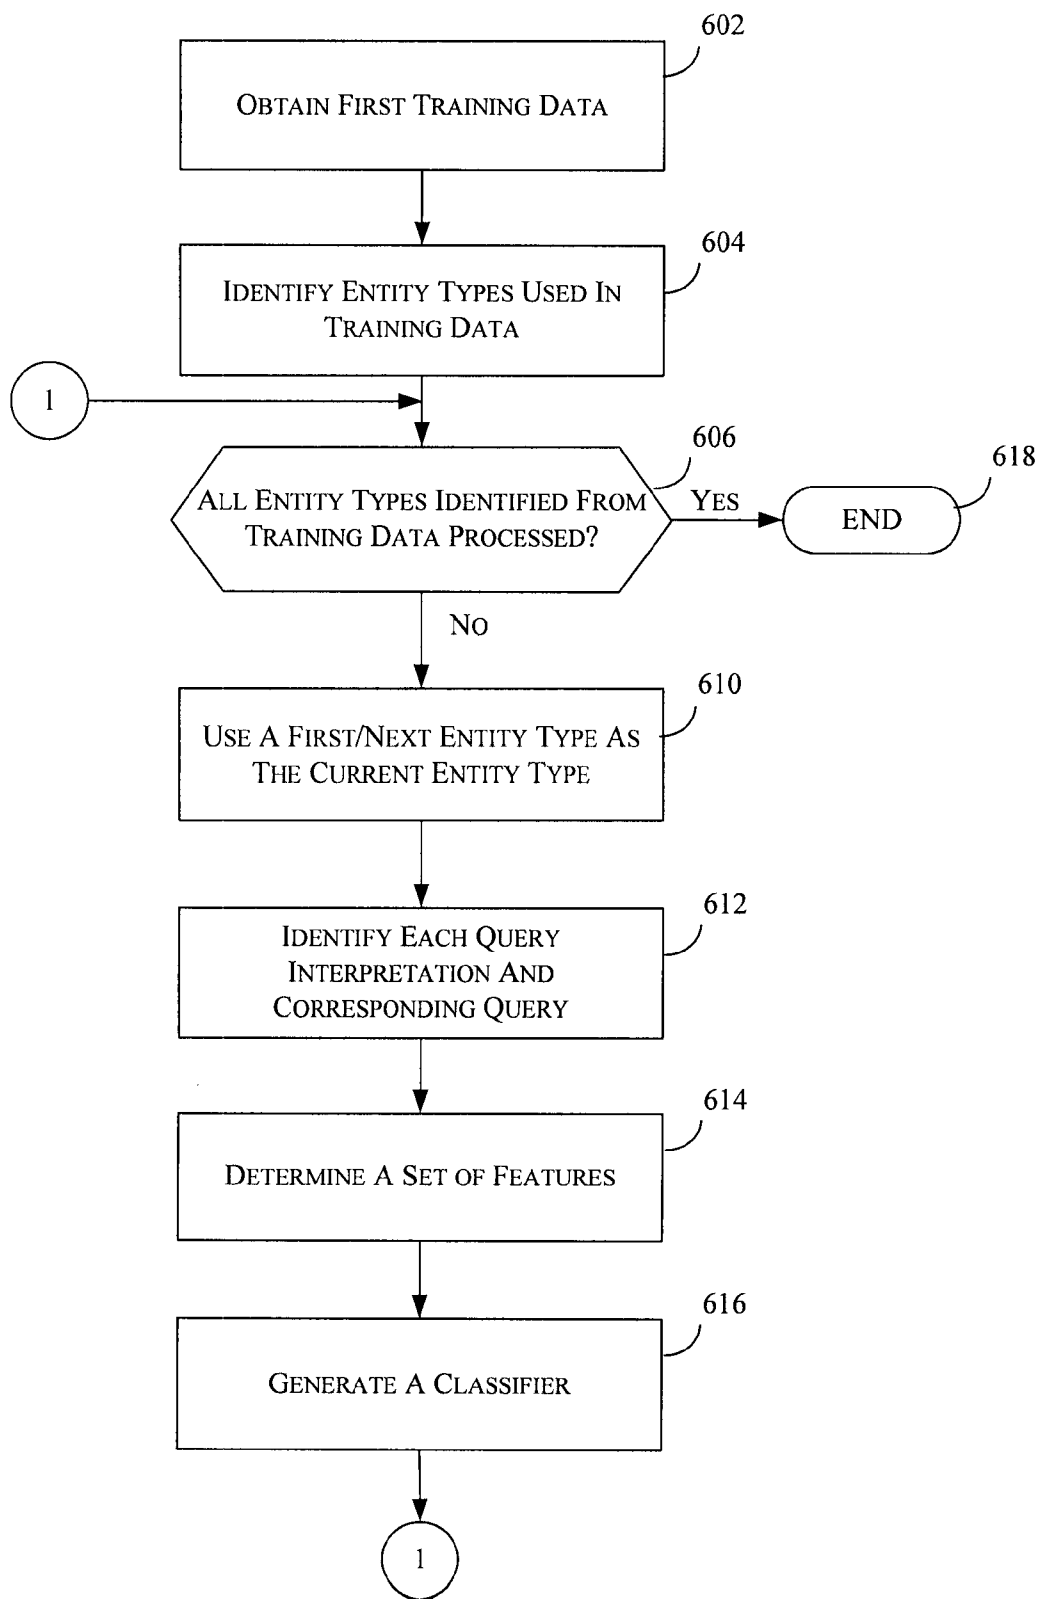 602
OBTAIN FIRST TRAINING DATA
604
IDENTIFY ENTITY TYPES USED IN
TRAINING DATA
1
606
ALL ENTITY TYPES IDENTIFIED FROM
TRAINING DATA PROCESSED?
YES
618
END
NO
610
USE A FIRST/NEXT ENTITY TYPE AS
THE CURRENT ENTITY TYPE
612
IDENTIFY EACH QUERY
INTERPRETATION AND
CORRESPONDING QUERY
614
DETERMINE A SET OF FEATURES
616
GENERATE A CLASSIFIER
1